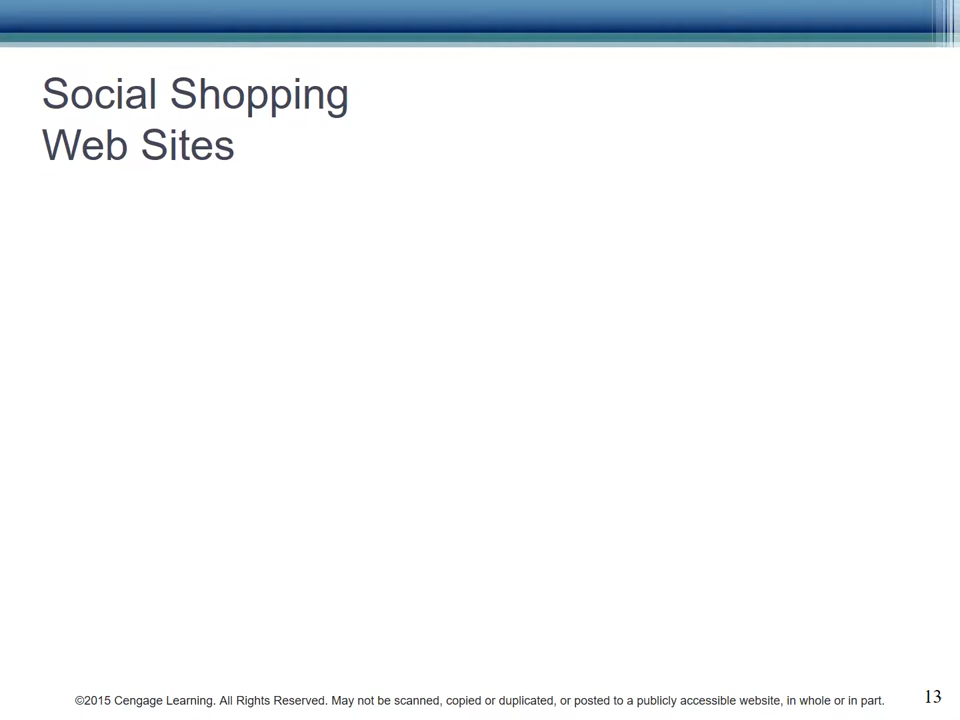 Social Shopping
Web Sites
©2015 Cengage Learning. All Rights Reserved. May not be scanned, copied or duplicated, or posted to a publicly accessible website, in whole or in part.
13